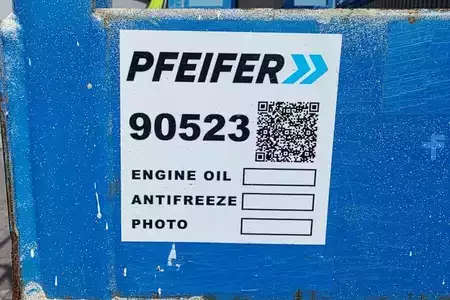 PFEIFER
90523
ENGINE OIL
ANTIFREEZE
PHOTO